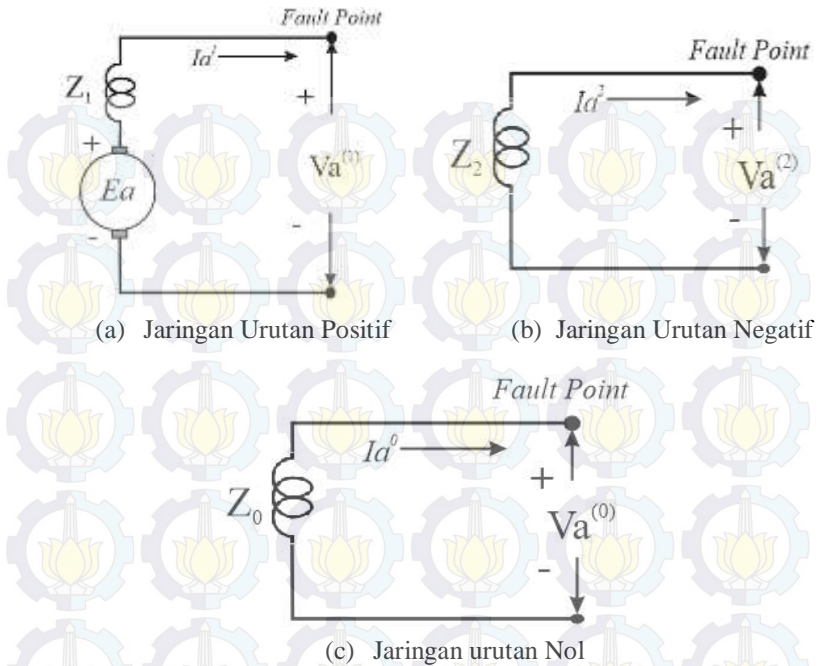 Fault Point
Ia¹
Z₁
+
+
Ea
Va⁽¹⁾
-
-
(a) Jaringan Urutan Positif
Fault Point
Ia²
+
Z₂
Va⁽²⁾
-
(b) Jaringan Urutan Negatif
Fault Point
Ia⁰
+
Z₀
Va⁽⁰⁾
-
(c) Jaringan urutan Nol